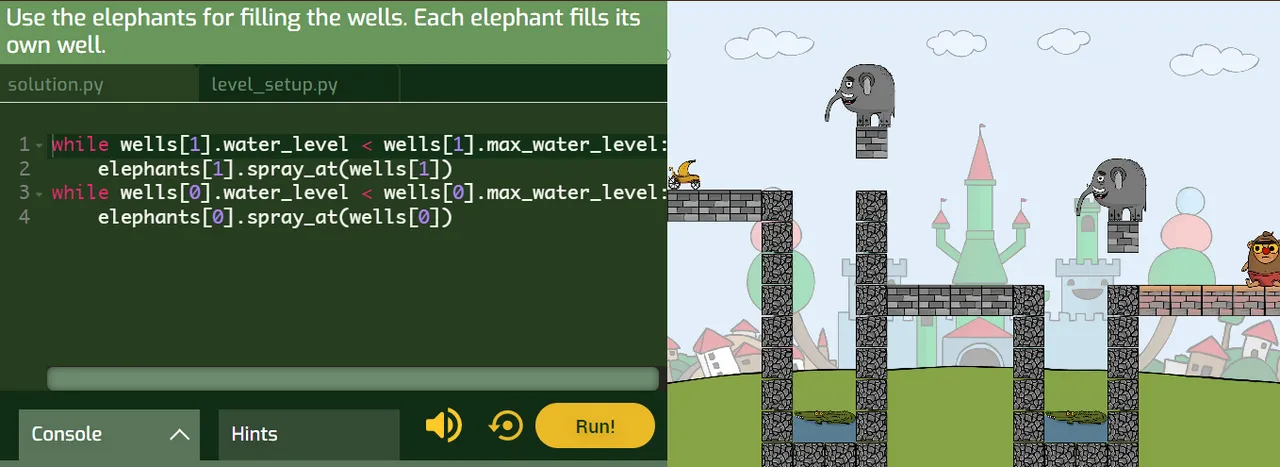 Use the elephants for filling the wells. Each elephant fills its
own well.
solution.py
level_setup.py
1 while wells[1].water_level < wells[1].max_water_level:
2 elephants[1].spray_at(wells[1])
3 while wells[0].water_level < wells[0].max_water_level:
4 elephants[0].spray_at(wells[0])
Console
Hints
Run!